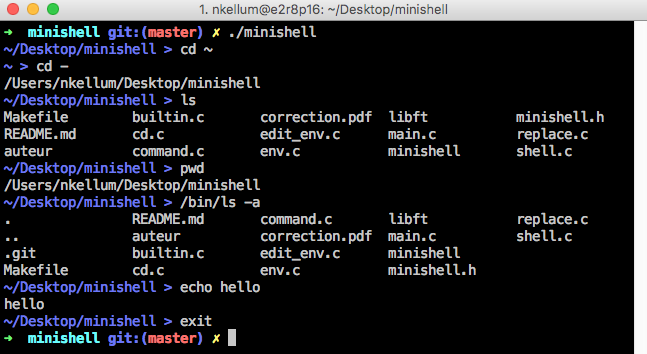 1. nkellum@e2r8p16: ~/Desktop/minishell
➜ minishell git:(master) ✗ ./minishell
~/Desktop/minishell > cd ~
~ > cd -
/Users/nkellum/Desktop/minishell
~/Desktop/minishell > ls
Makefile builtin.c correction.pdf libft minishell.h
README.md cd.c edit_env.c main.c replace.c
auteur command.c env.c minishell shell.c
~/Desktop/minishell > pwd
/Users/nkellum/Desktop/minishell
~/Desktop/minishell > /bin/ls -a
. README.md command.c libft replace.c
.. auteur correction.pdf main.c shell.c
.git builtin.c edit_env.c minishell
Makefile cd.c env.c minishell.h
~/Desktop/minishell > echo hello
hello
~/Desktop/minishell > exit
➜ minishell git:(master) ✗